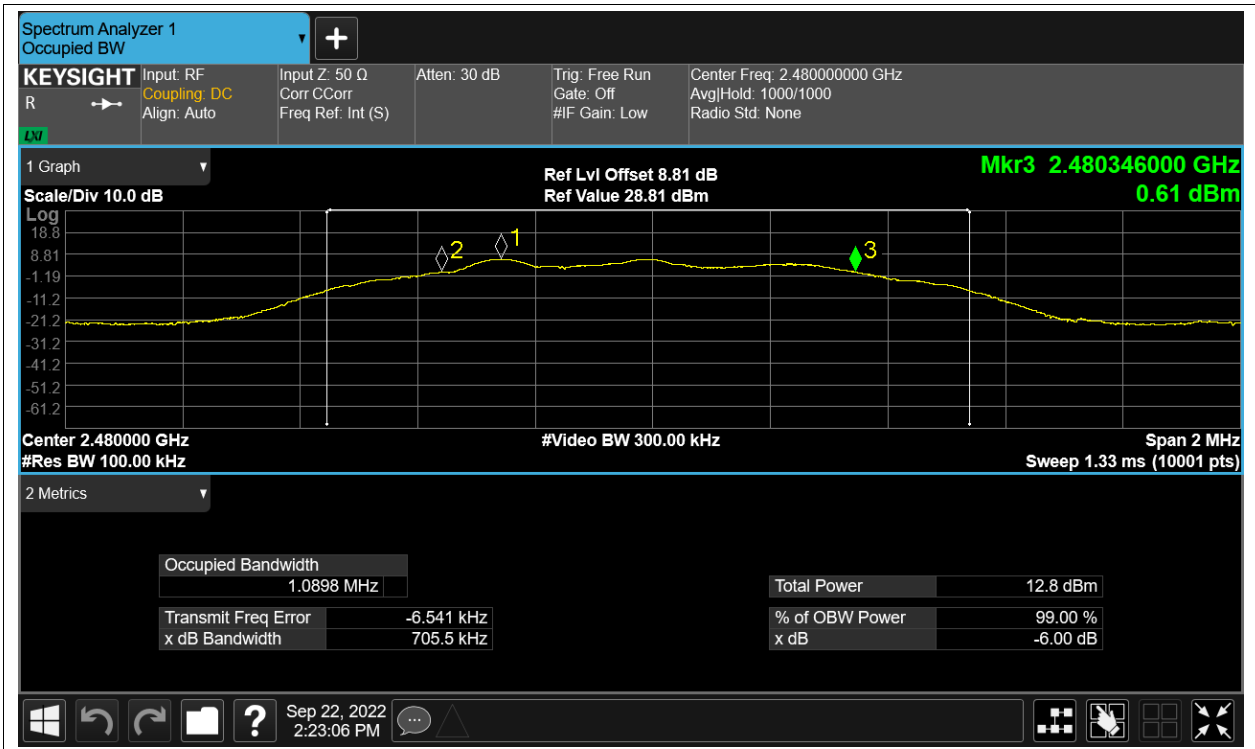 Spectrum Analyzer 1
Occupied BW
KEYSIGHT
R
LXI
Input: RF
Coupling: DC
Align: Auto
Input Z: 50 Ω
Corr CCorr
Freq Ref: Int (S)
Atten: 30 dB
Trig: Free Run
Gate: Off
#IF Gain: Low
Center Freq: 2.480000000 GHz
Avg|Hold: 1000/1000
Radio Std: None
1 Graph
Scale/Div 10.0 dB
Ref Lvl Offset 8.81 dB
Ref Value 28.81 dBm
Mkr3 2.480346000 GHz
0.61 dBm
Log
18.8
8.81
-1.19
-11.2
-21.2
-31.2
-41.2
-51.2
-61.2
2
1
3
Center 2.480000 GHz
#Video BW 300.00 kHz
Span 2 MHz
#Res BW 100.00 kHz
Sweep 1.33 ms (10001 pts)
2 Metrics
Occupied Bandwidth
1.0898 MHz
Total Power 12.8 dBm
Transmit Freq Error -6.541 kHz
% of OBW Power 99.00 %
x dB Bandwidth 705.5 kHz
x dB -6.00 dB
?
Sep 22, 2022
2:23:06 PM